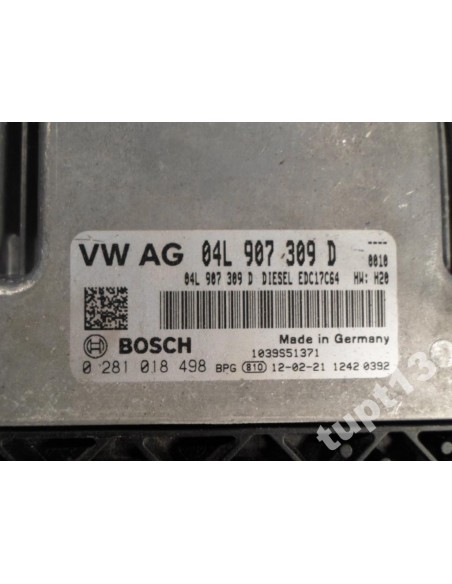 VW AG 04L 907 309 D ----
0010
04L 907 309 D DIESEL EDC17C64 HW: H20
Made in Germany
BOSCH 1039S51371
0 281 018 498 BPG 810 12-02-21 1242 0392
tupt13